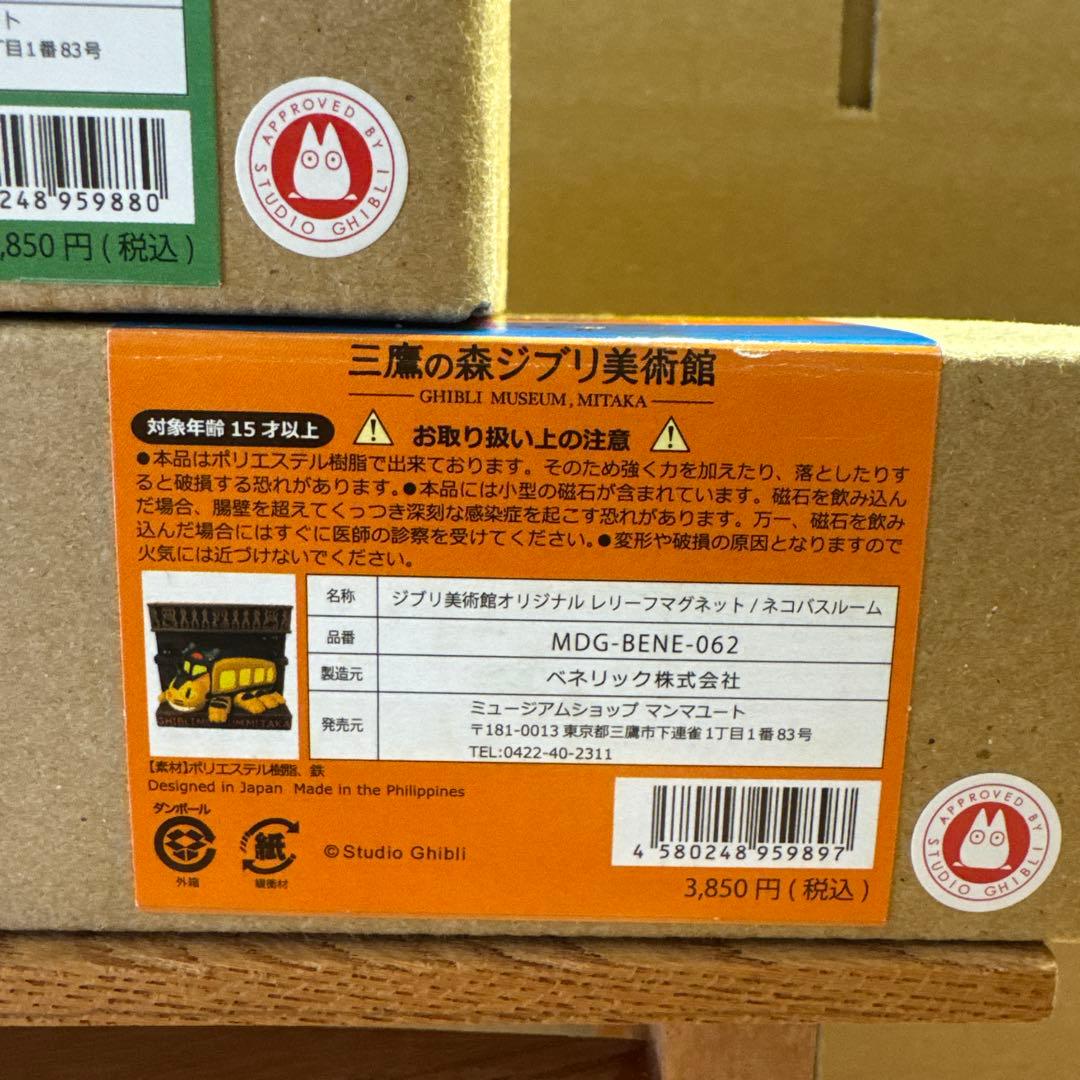 ト
丁目1番83号
248 959880
,850 円 ( 税込 )
APPROVED BY STUDIO GHIBLI
三鷹の森ジブリ美術館
GHIBLI MUSEUM, MITAKA
対象年齢 15 才以上
お取り扱い上の注意
●本品はポリエステル樹脂で出来ております。そのため強く力を加えたり、落としたりす
ると破損する恐れがあります。●本品には小型の磁石が含まれています。磁石を飲み込ん
だ場合、腸壁を超えてくっつき深刻な感染症を起こす恐れがあります。万一、磁石を飲み
込んだ場合にはすぐに医師の診察を受けてください。●変形や破損の原因となりますので
火気には近づけないでください。
名称 ジブリ美術館オリジナル レリーフマグネット / ネコバスルーム
品番 MDG-BENE-062
製造元 ベネリック株式会社
発売元 ミュージアムショップ マンマユート
〒181-0013 東京都三鷹市下連雀 1丁目1番83号
TEL:0422-40-2311
【素材】ポリエステル樹脂、鉄
Designed in Japan Made in the Philippines
ダンボール
外箱
紙
緩衝材
©Studio Ghibli
4 580248 959897
3,850 円 ( 税込 )
APPROVED BY STUDIO GHIBLI